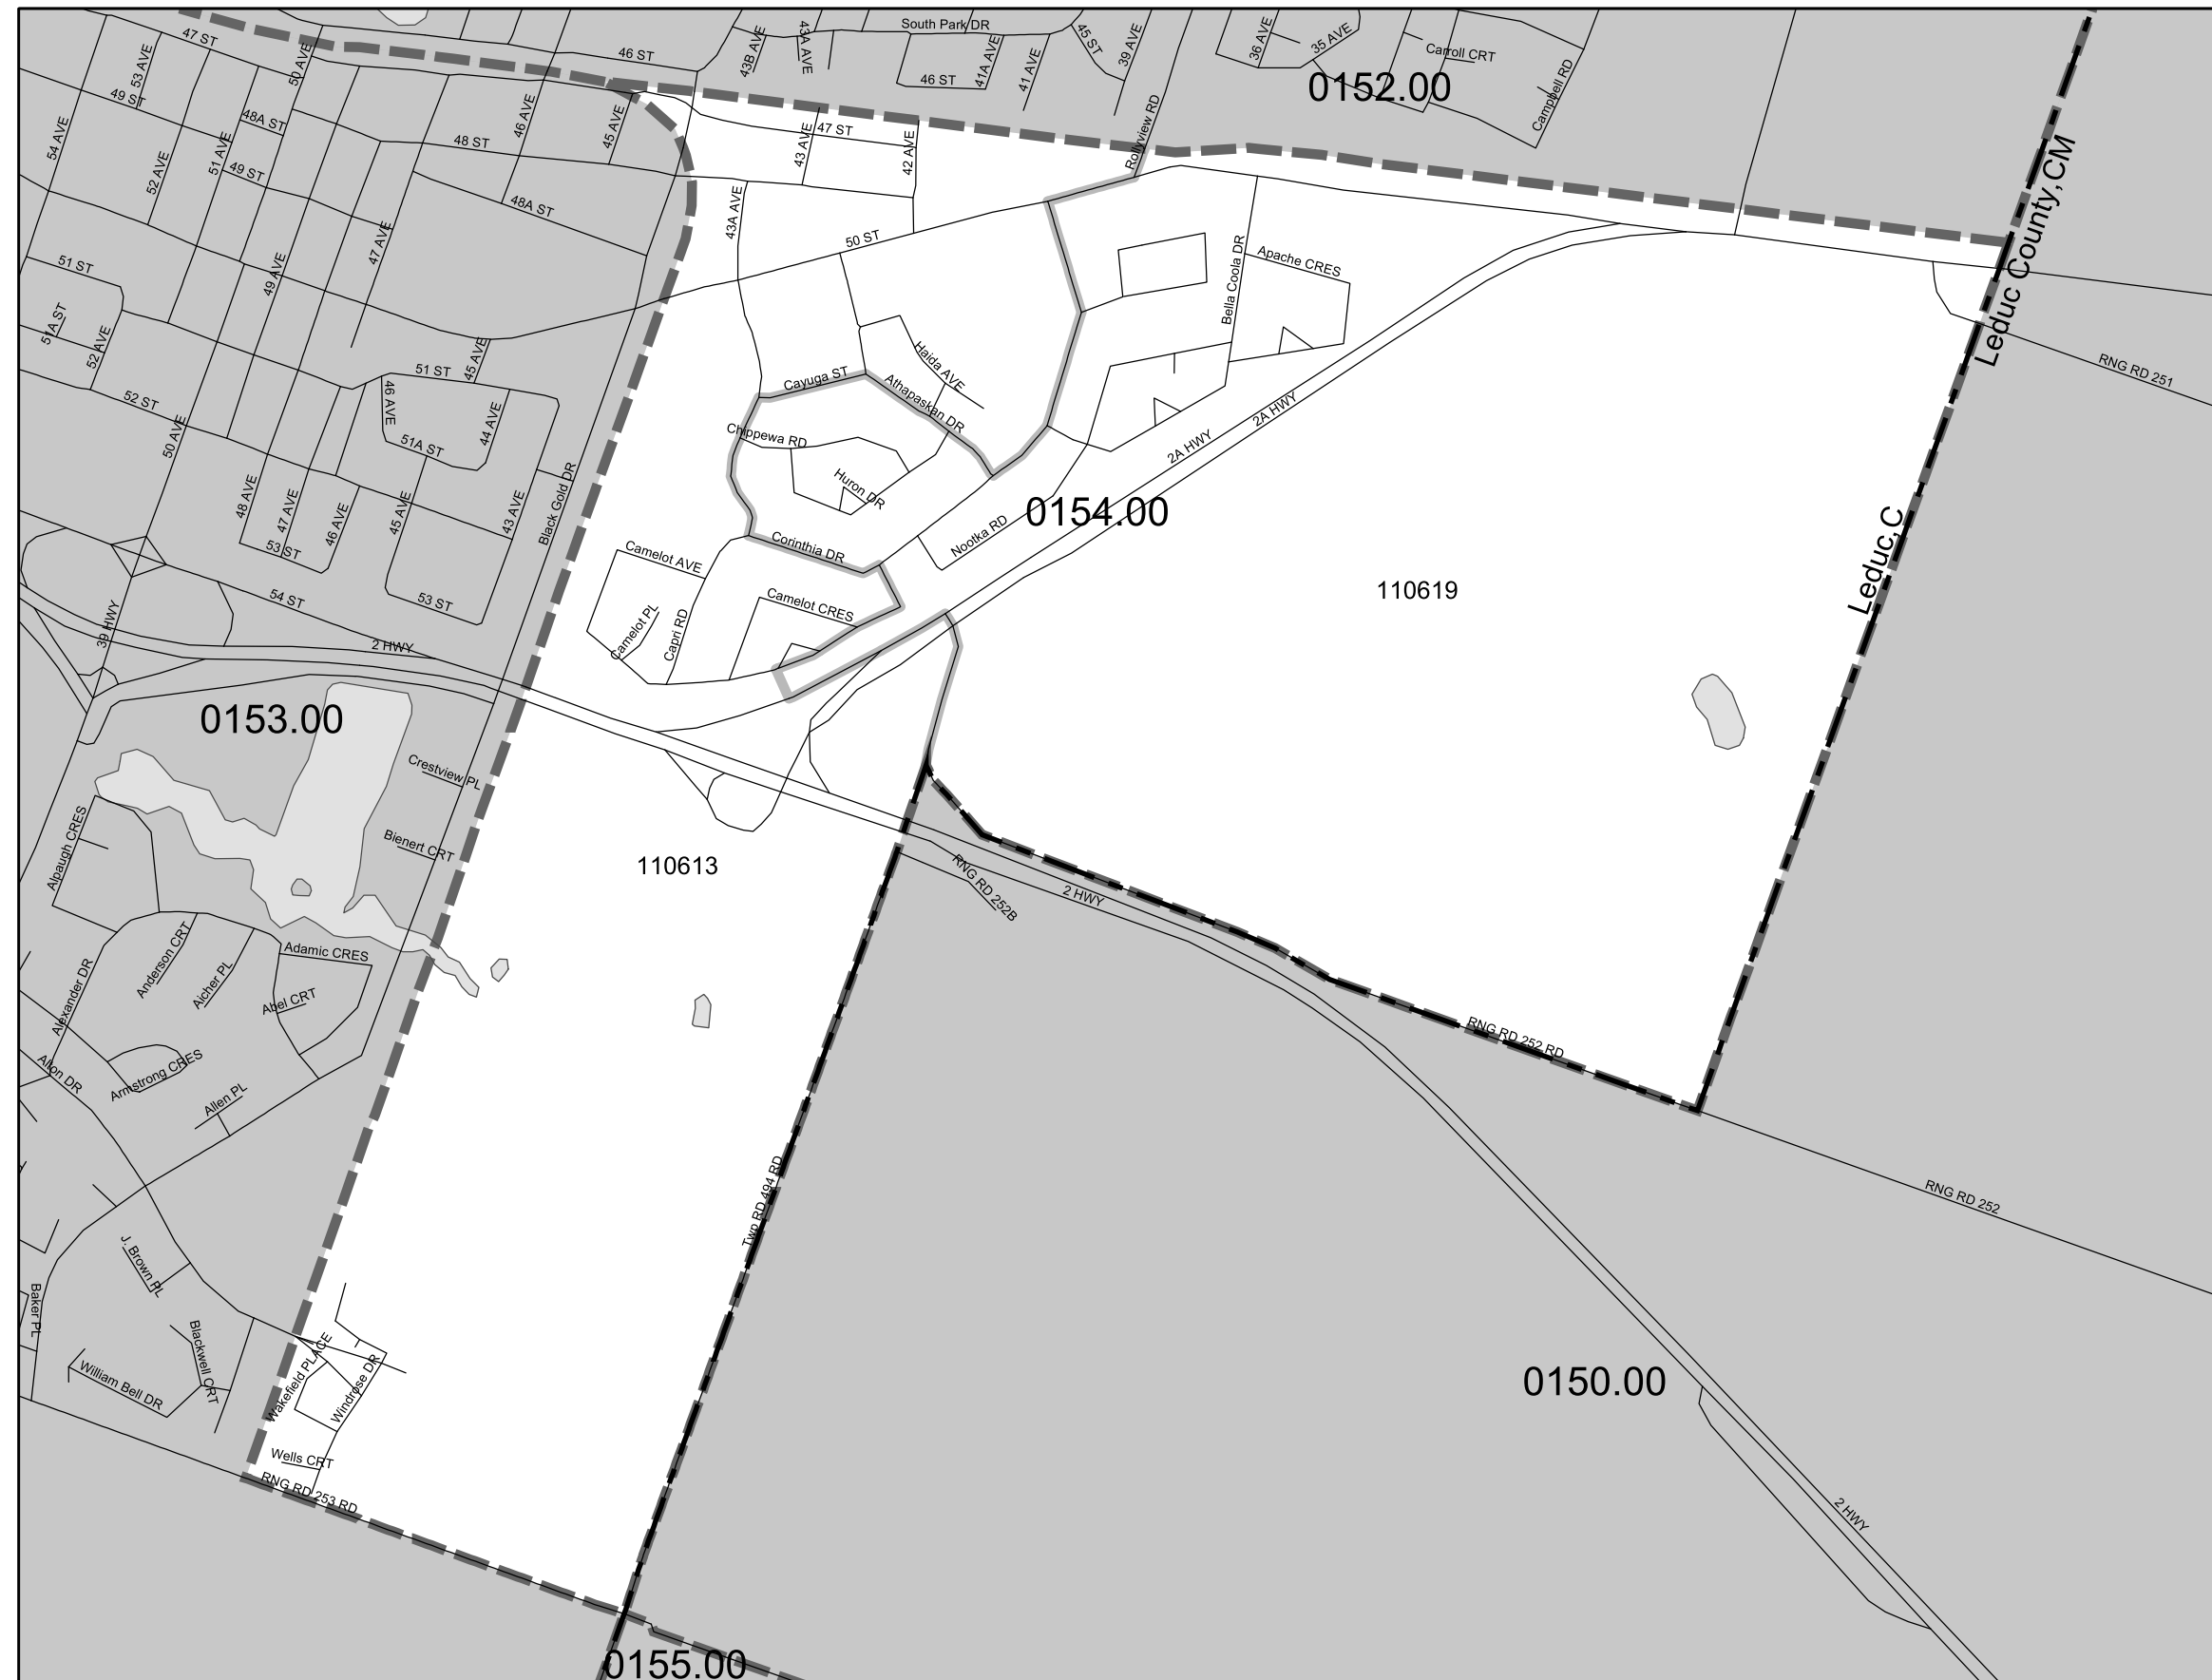 South Park DR
47 ST
53 AVE
50 AVE
46 ST
43B AVE
43A AVE
45 ST
39 AVE
36 AVE
35 AVE
Carroll CRT
Campbell RD
41A AVE
41 AVE
46 ST
0152.00
49 ST
48A ST
54 AVE
51 AVE
52 AVE
46 AVE
45 AVE
48 ST
49 ST
48A ST
47 ST
43 AVE
42 AVE
Rollyview RD
Leduc County,CM
43A AVE
50 ST
47 AVE
49 AVE
51 ST
51A ST
52 AVE
Bella Coola DR
Apache CRES
RNG RD 251
45 AVE
51 ST
46 AVE
44 AVE
52 ST
50 AVE
51A ST
Haida AVE
Cayuga ST
Athapaskan DR
Chippewa RD
Huron DR
2A HWY
2A HWY
48 AVE
47 AVE
46 AVE
45 AVE
43 AVE
Black Gold DR
53 ST
Corinthia DR
Nootka RD
0154.00
Leduc,C
Camelot AVE
Camelot CRES
Camelot PL
Capri RD
110619
54 ST
53 ST
39 HWY
2 HWY
0153.00
Crestview PL
Bienert CRT
Alpaugh CRES
110613
RNG RD 252B
2 HWY
Adamic CRES
Anderson CRT
Aicher PL
Abel CRT
Alexander DR
Alton DR
Armstrong CRES
Allen PL
RNG RD 252 RD
Twp RD 494 RD
RNG RD 252
J. Brown PL
Baker PL
Blackwell CRT
William Bell DR
Wakefield PLACE
Windrose DR
0150.00
Wells CRT
RNG RD 253 RD
2 HWY
0155.00